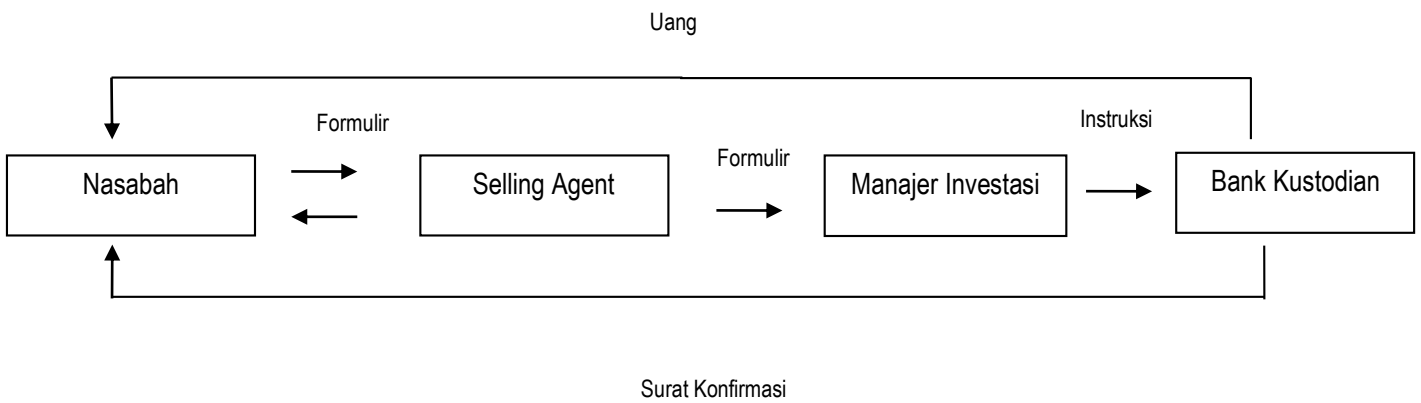 Uang
Formulir
Instruksi
Formulir
Nasabah
Selling Agent
Manajer Investasi
Bank Kustodian
Surat Konfirmasi